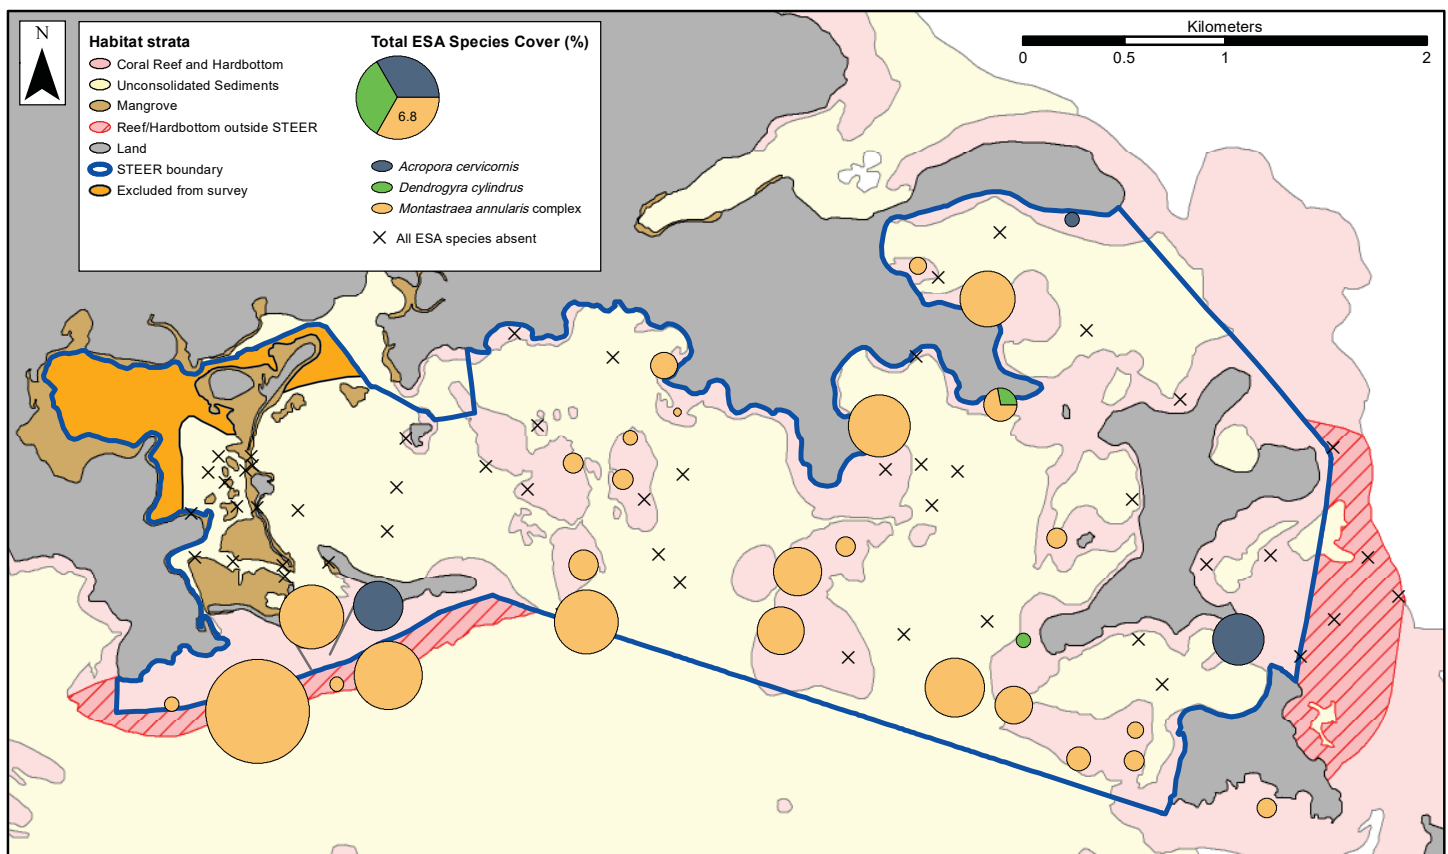 N
Habitat strata
Coral Reef and Hardbottom
Unconsolidated Sediments
Mangrove
Reef/Hardbottom outside STEER
Land
STEER boundary
Excluded from survey
Total ESA Species Cover (%)
6.8
Acropora cervicornis
Dendrogyra cylindrus
Montastraea annularis complex
All ESA species absent
Kilometers
0 0.5 1 2